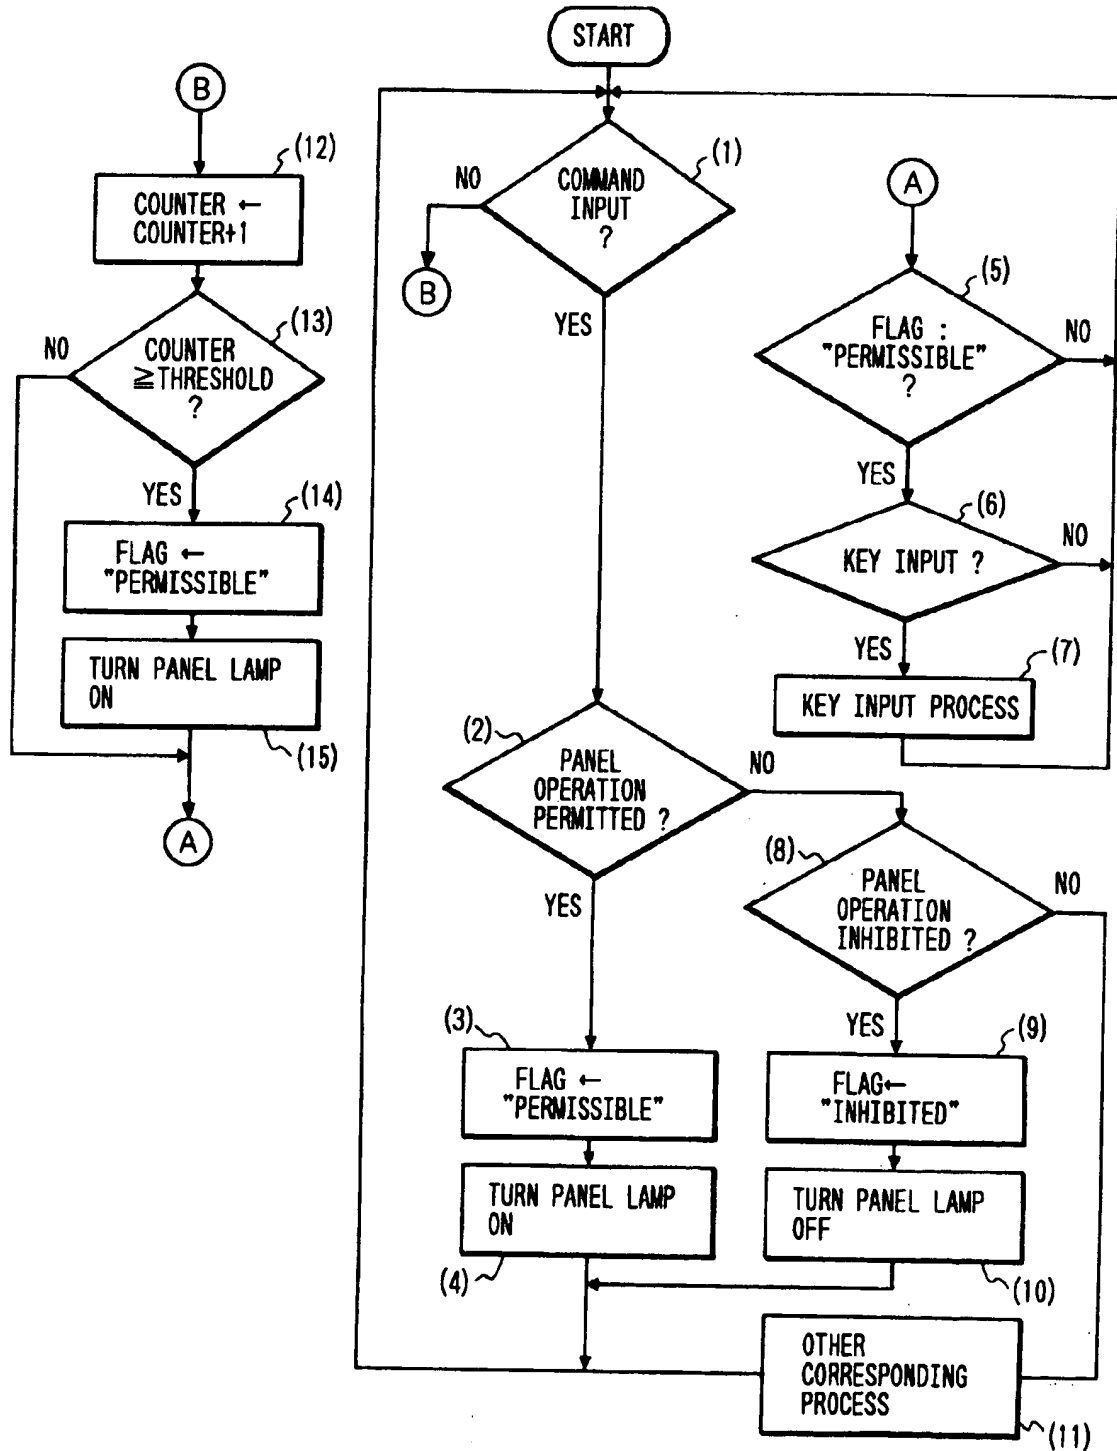 START
B
(12)
COUNTER ←
COUNTER+1
(13)
COUNTER
≧THRESHOLD
?
NO
YES
(14)
FLAG ←
"PERMISSIBLE"
TURN PANEL LAMP
ON
(15)
A
(1)
COMMAND
INPUT
?
NO
B
YES
A
(5)
FLAG :
"PERMISSIBLE"
?
NO
YES
(6)
KEY INPUT ?
NO
YES
(7)
KEY INPUT PROCESS
(2)
PANEL
OPERATION
PERMITTED ?
NO
YES
(8)
PANEL
OPERATION
INHIBITED ?
NO
YES
(3)
FLAG ←
"PERMISSIBLE"
TURN PANEL LAMP
ON
(4)
(9)
FLAG←
"INHIBITED"
TURN PANEL LAMP
OFF
(10)
OTHER
CORRESPONDING
PROCESS
(11)